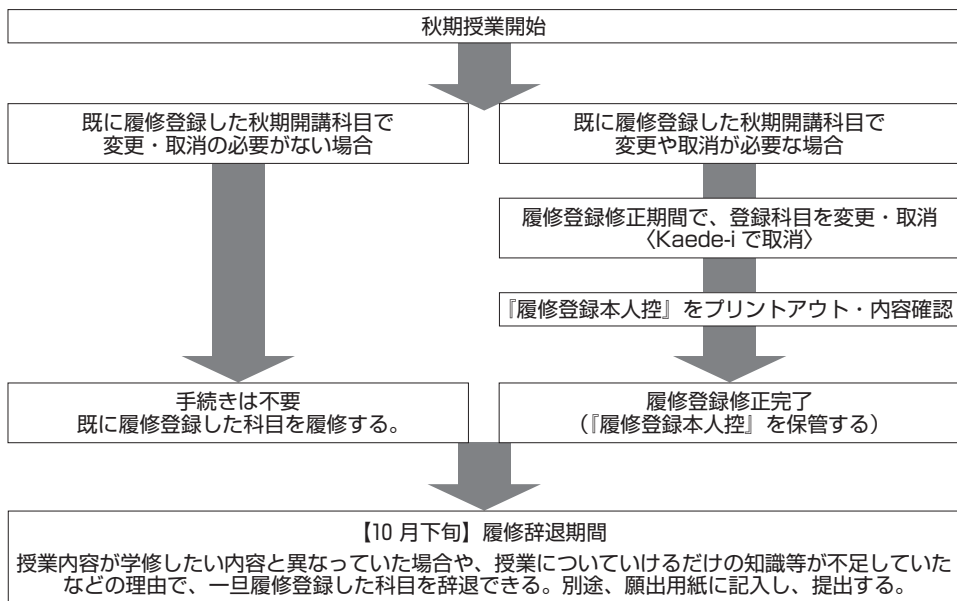 秋期授業開始
既に履修登録した秋期開講科目で
変更・取消の必要がない場合
既に履修登録した秋期開講科目で
変更や取消が必要な場合
履修登録修正期間で、登録科目を変更・取消
〈Kaede-i で取消〉
『履修登録本人控』をプリントアウト・内容確認
手続きは不要
既に履修登録した科目を履修する。
履修登録修正完了
（『履修登録本人控』を保管する）
【10 月下旬】履修辞退期間
授業内容が学修したい内容と異なっていた場合や、授業についていけるだけの知識等が不足していた
などの理由で、一旦履修登録した科目を辞退できる。別途、願出用紙に記入し、提出する。